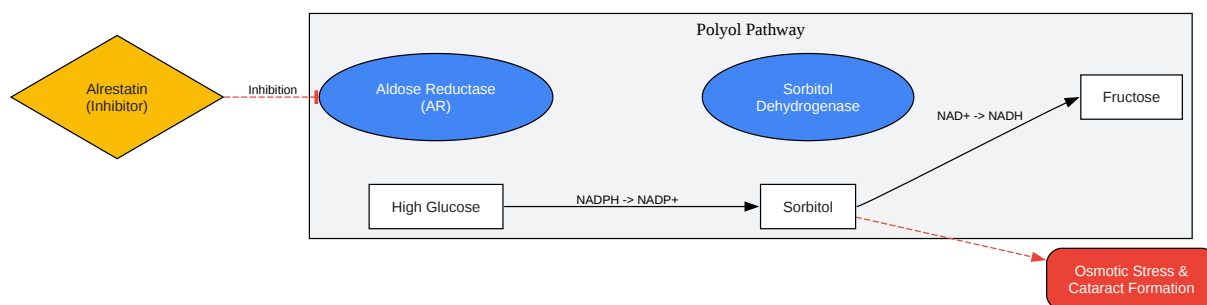 Polyol Pathway
Alrestatin
(Inhibitor)
Inhibition
Aldose Reductase
(AR)
Sorbitol
Dehydrogenase
Fructose
NAD+ -> NADH
High Glucose
NADPH -> NADP+
Sorbitol
Osmotic Stress &
Cataract Formation